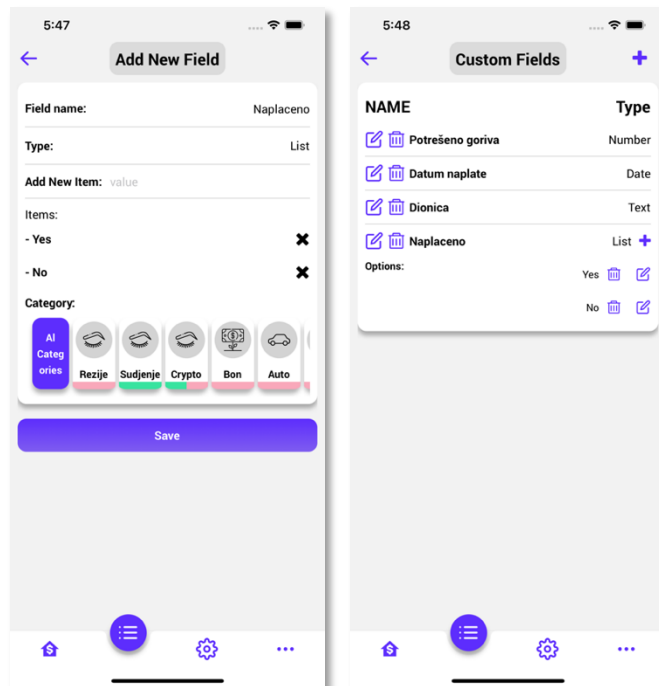 5:47
Add New Field
Field name: Naplaceno
Type: List
Add New Item: value
Items:
- Yes
- No
Category:
Al
Categ
ories
Rezije Sudjenje Crypto Bon Auto
Save
5:48
Custom Fields
NAME Type
Potrešeno goriva Number
Datum naplate Date
Dionica Text
Naplaceno List
Options: Yes
No